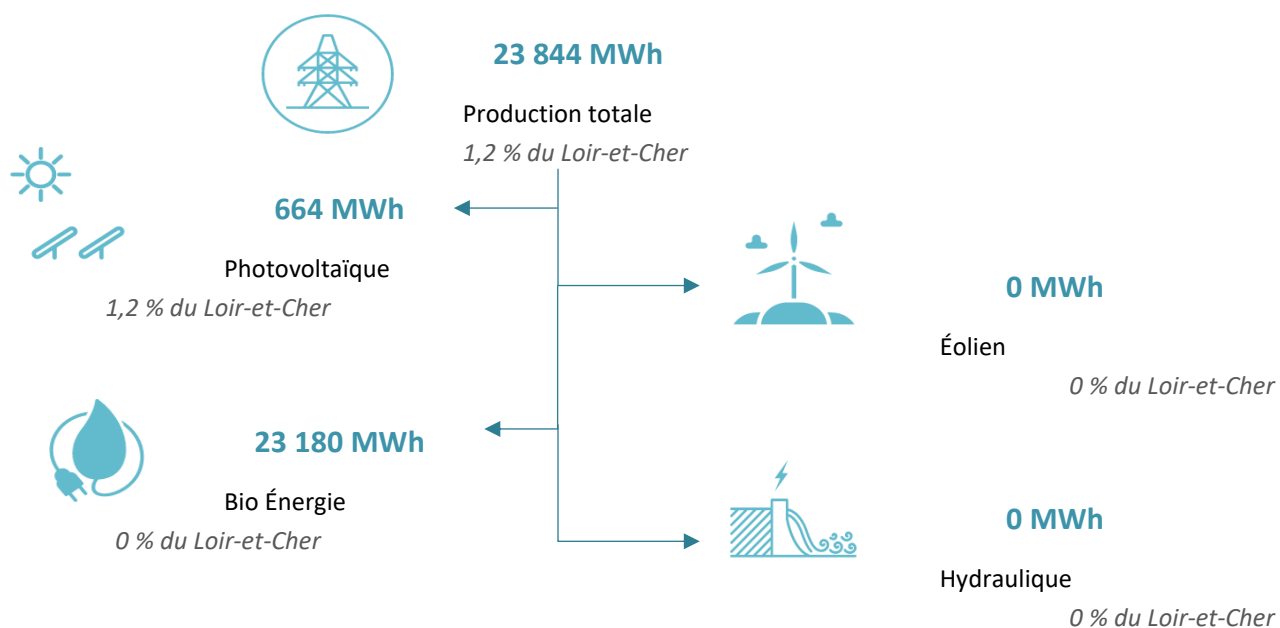 23 844 MWh
Production totale
1,2 % du Loir-et-Cher
664 MWh
Photovoltaïque
1,2 % du Loir-et-Cher
0 MWh
Éolien
0 % du Loir-et-Cher
23 180 MWh
Bio Énergie
0 % du Loir-et-Cher
0 MWh
Hydraulique
0 % du Loir-et-Cher